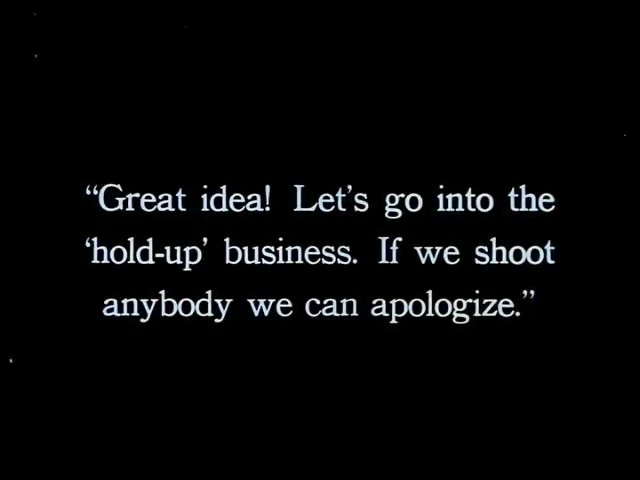 “Great idea! Let's go into the
‘hold-up’ business. If we shoot
anybody we can apologize.”